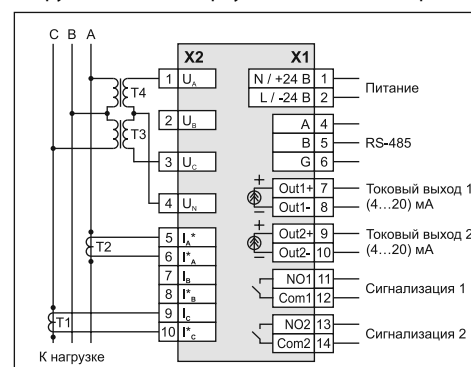 C B A
X2 X1
1 U_A
2 U_B
3 U_C
4 U_N
5 I_A*
6 I*_A
7 I_B
8 I*_B
9 I_C
10 I*_C
T4
T3
T2
T1
К нагрузке
N / +24 В 1
L / -24 В 2
Питание
A 4
B 5
G 6
RS-485
+
–
Out1+ 7
Out1- 8
Токовый выход 1
(4...20) мА
+
–
Out2+ 9
Out2- 10
Токовый выход 2
(4...20) мА
NO1 11
Com1 12
Сигнализация 1
NO2 13
Com2 14
Сигнализация 2